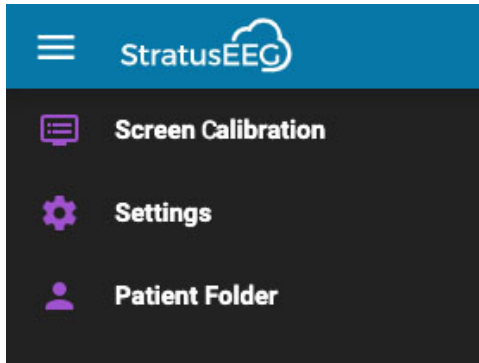 StratusEEG
Screen Calibration
Settings
Patient Folder